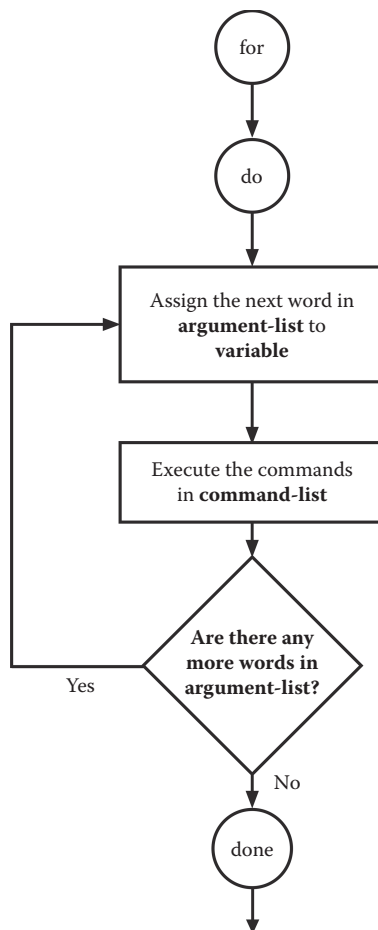 for
do
Assign the next word in
argument-list to
variable
Execute the commands
in command-list
Are there any
more words in
argument-list?
Yes
No
done